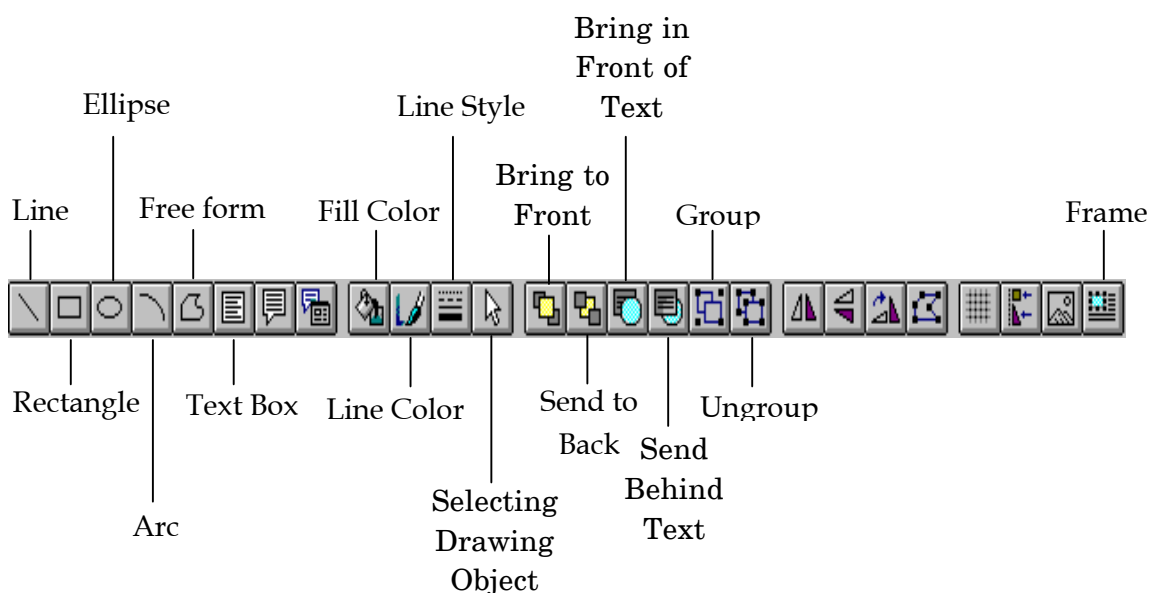 Bring in
Front of
Text
Ellipse
Line Style
Bring to
Front
Line
Free form
Fill Color
Group
Frame
Rectangle
Text Box
Line Color
Send to
Back
Ungroup
Send
Behind
Text
Selecting
Drawing
Object
Arc